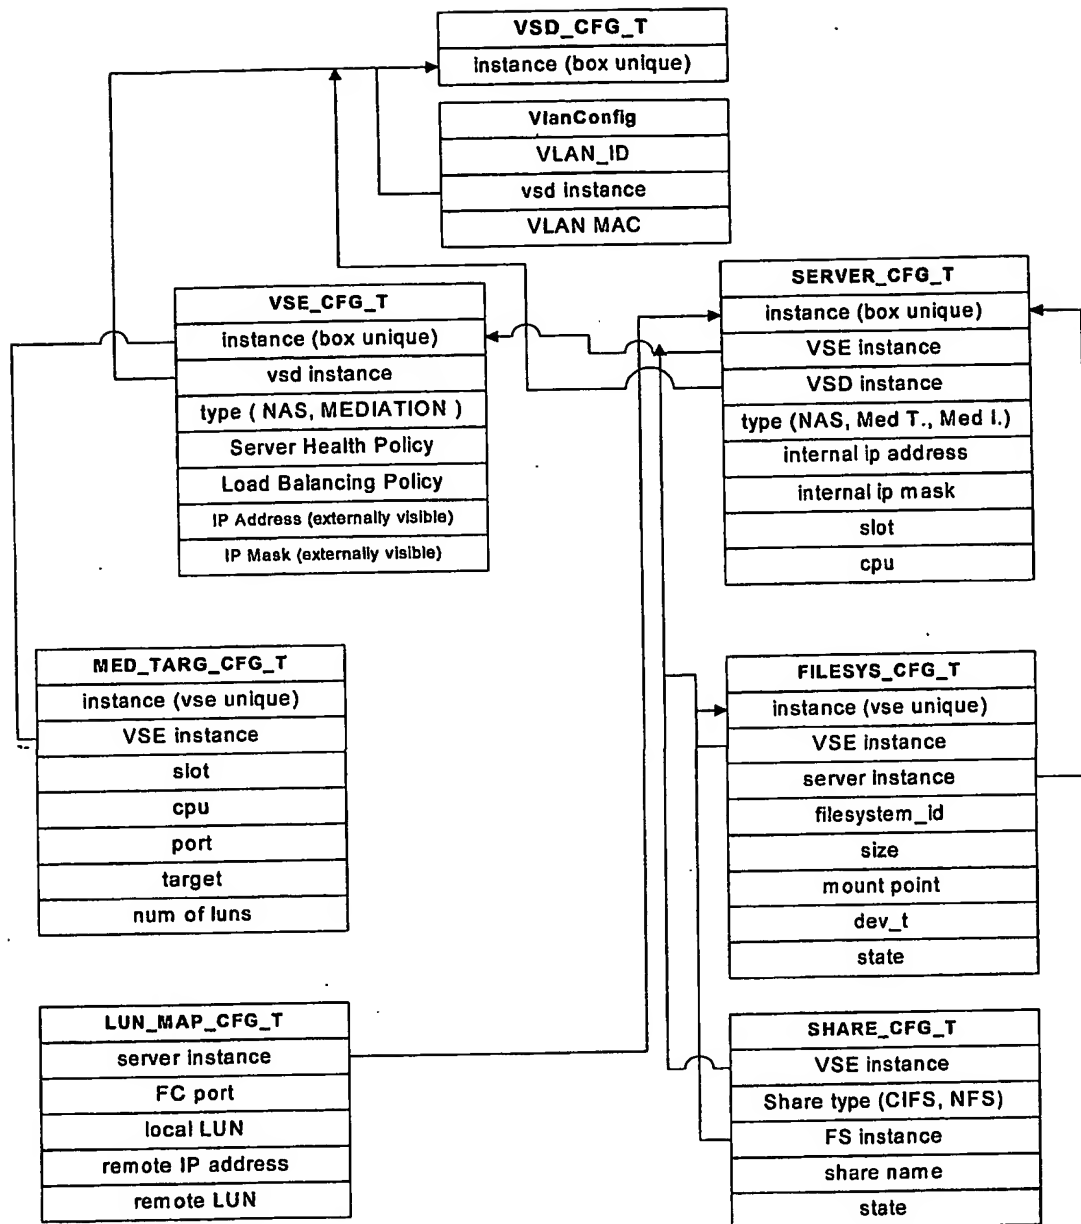 VSD_CFG_T
instance (box unique)
VlanConfig
VLAN_ID
vsd instance
VLAN MAC
VSE_CFG_T
instance (box unique)
vsd instance
type ( NAS, MEDIATION )
Server Health Policy
Load Balancing Policy
IP Address (externally visible)
IP Mask (externally visible)
SERVER_CFG_T
instance (box unique)
VSE instance
VSD instance
type (NAS, Med T., Med I.)
internal ip address
internal ip mask
slot
cpu
MED_TARG_CFG_T
instance (vse unique)
VSE instance
slot
cpu
port
target
num of luns
FILESYS_CFG_T
instance (vse unique)
VSE instance
server instance
filesystem_id
size
mount point
dev_t
state
LUN_MAP_CFG_T
server instance
FC port
local LUN
remote IP address
remote LUN
SHARE_CFG_T
VSE instance
Share type (CIFS, NFS)
FS instance
share name
state